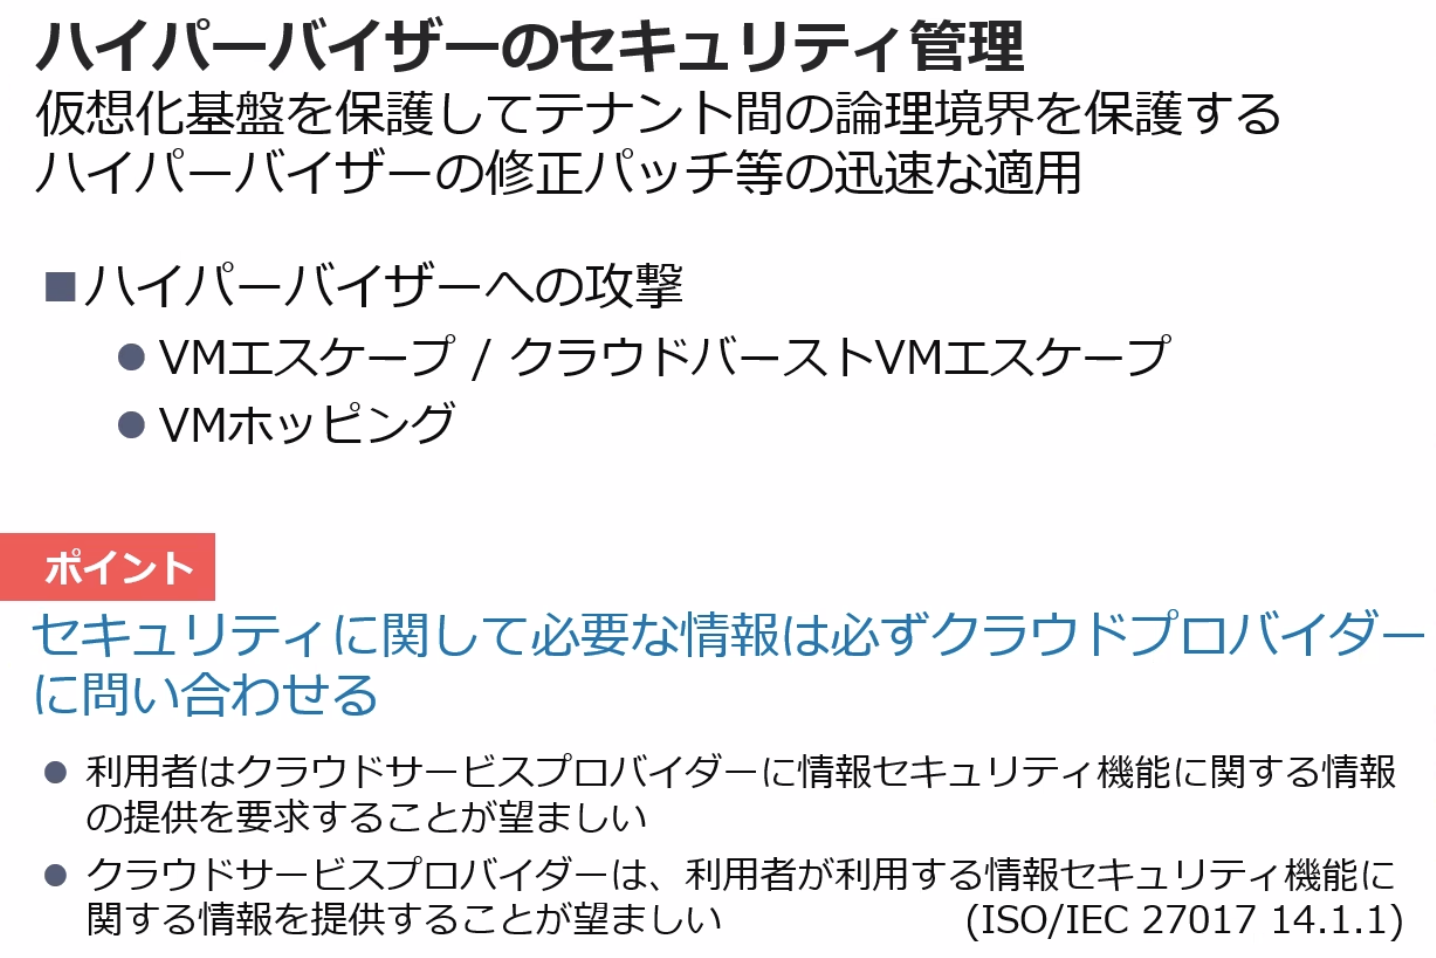 ハイパーバイザーのセキュリティ管理
仮想化基盤を保護してテナント間の論理境界を保護する
ハイパーバイザーの修正パッチ等の迅速な適用
■ハイパーバイザーへの攻撃
● VMエスケープ / クラウドバーストVMエスケープ
● VMホッピング
ポイント
セキュリティに関して必要な情報は必ずクラウドプロバイダー
に問い合わせる
● 利用者はクラウドサービスプロバイダーに情報セキュリティ機能に関する情報
の提供を要求することが望ましい
● クラウドサービスプロバイダーは、利用者が利用する情報セキュリティ機能に
関する情報を提供することが望ましい (ISO/IEC 27017 14.1.1)